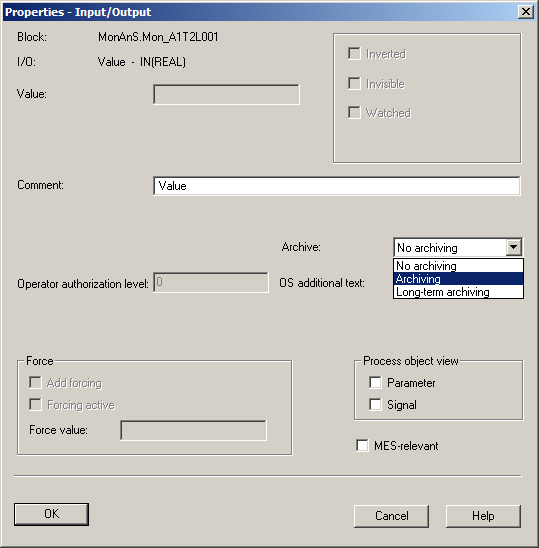 Properties - Input/Output
Block: MonAnS.Mon_A1T2L001
I/O: Value - IN(REAL)
Value:
Inverted
Invisible
Watched
Comment: Value
Archive: No archiving
No archiving
Archiving
Long-term archiving
Operator authorization level: 0 OS additional text:
Force
Add forcing
Forcing active
Force value:
Process object view
Parameter
Signal
MES-relevant
OK Cancel Help